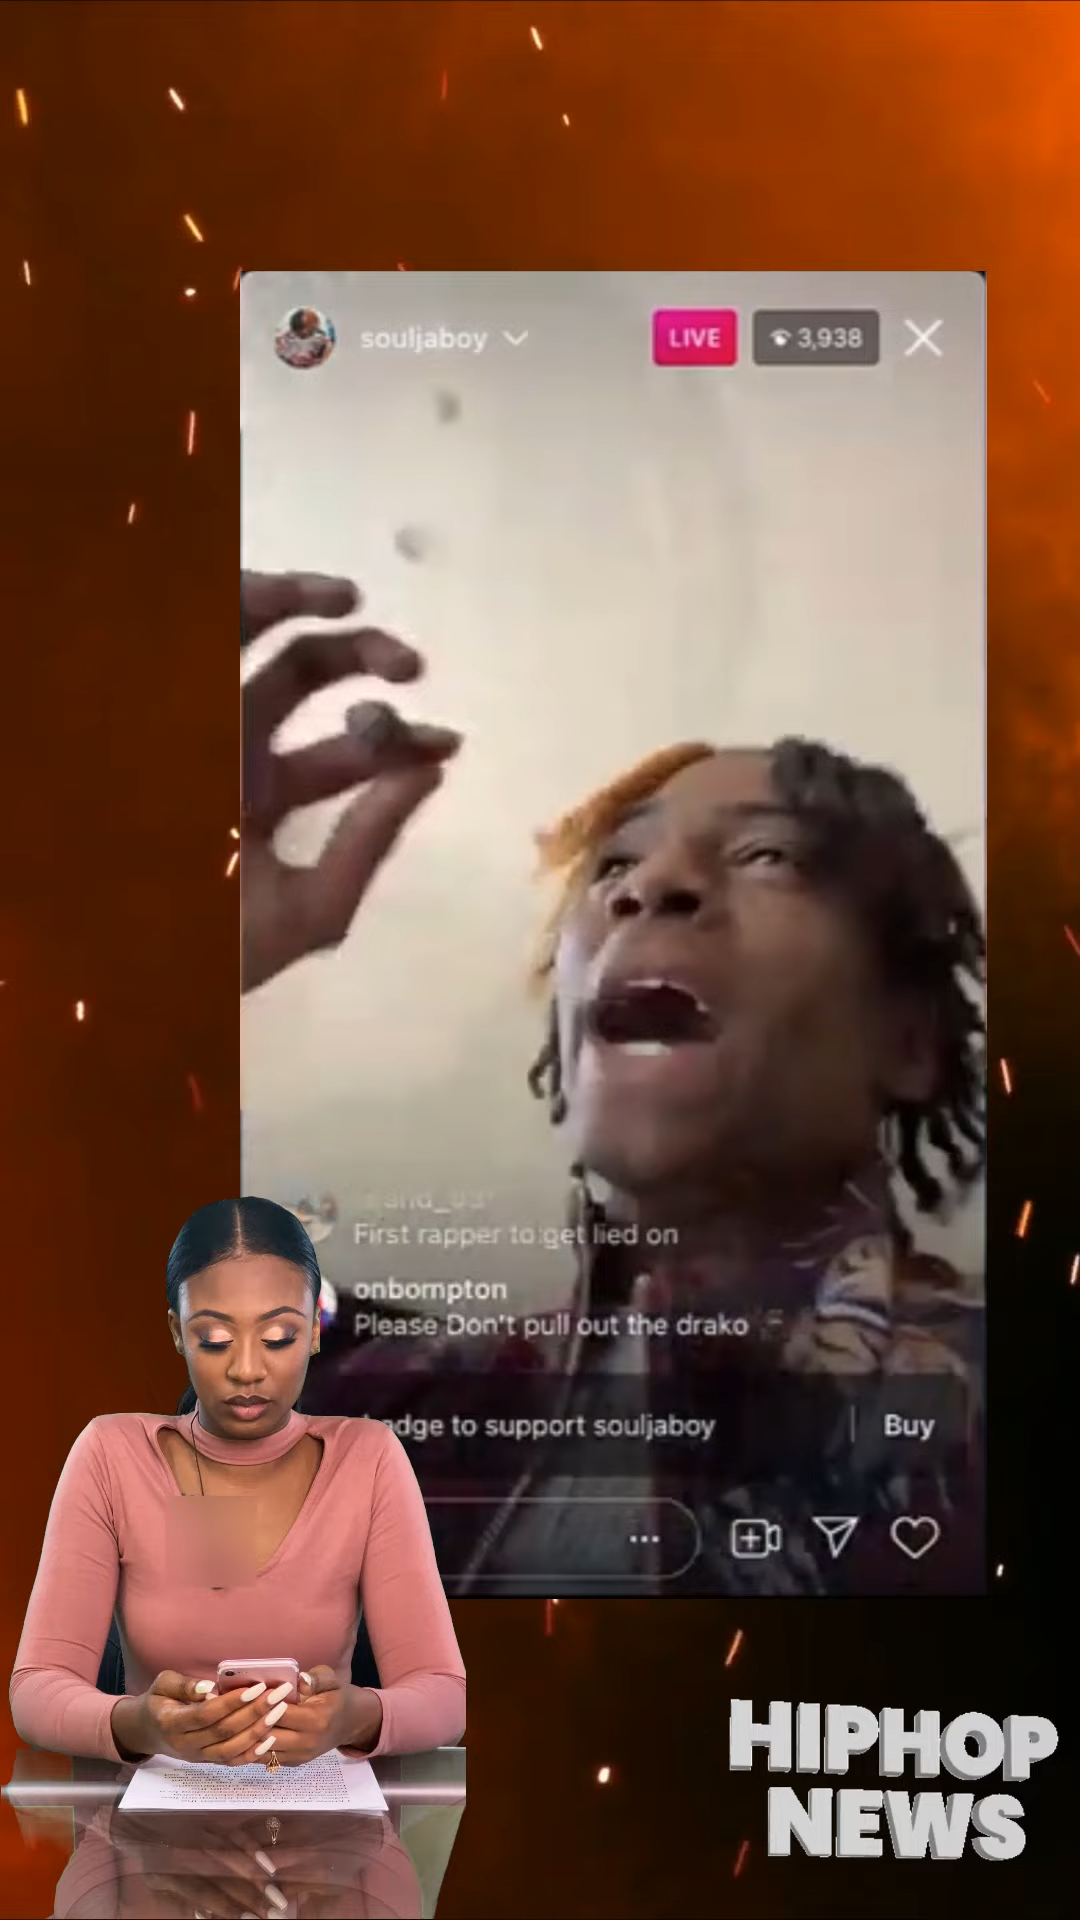 souljaboy
LIVE
3,938
First rapper to get lied on
onbompton
Please Don't pull out the drako
to support souljaboy
Buy
HIPHOP
NEWS